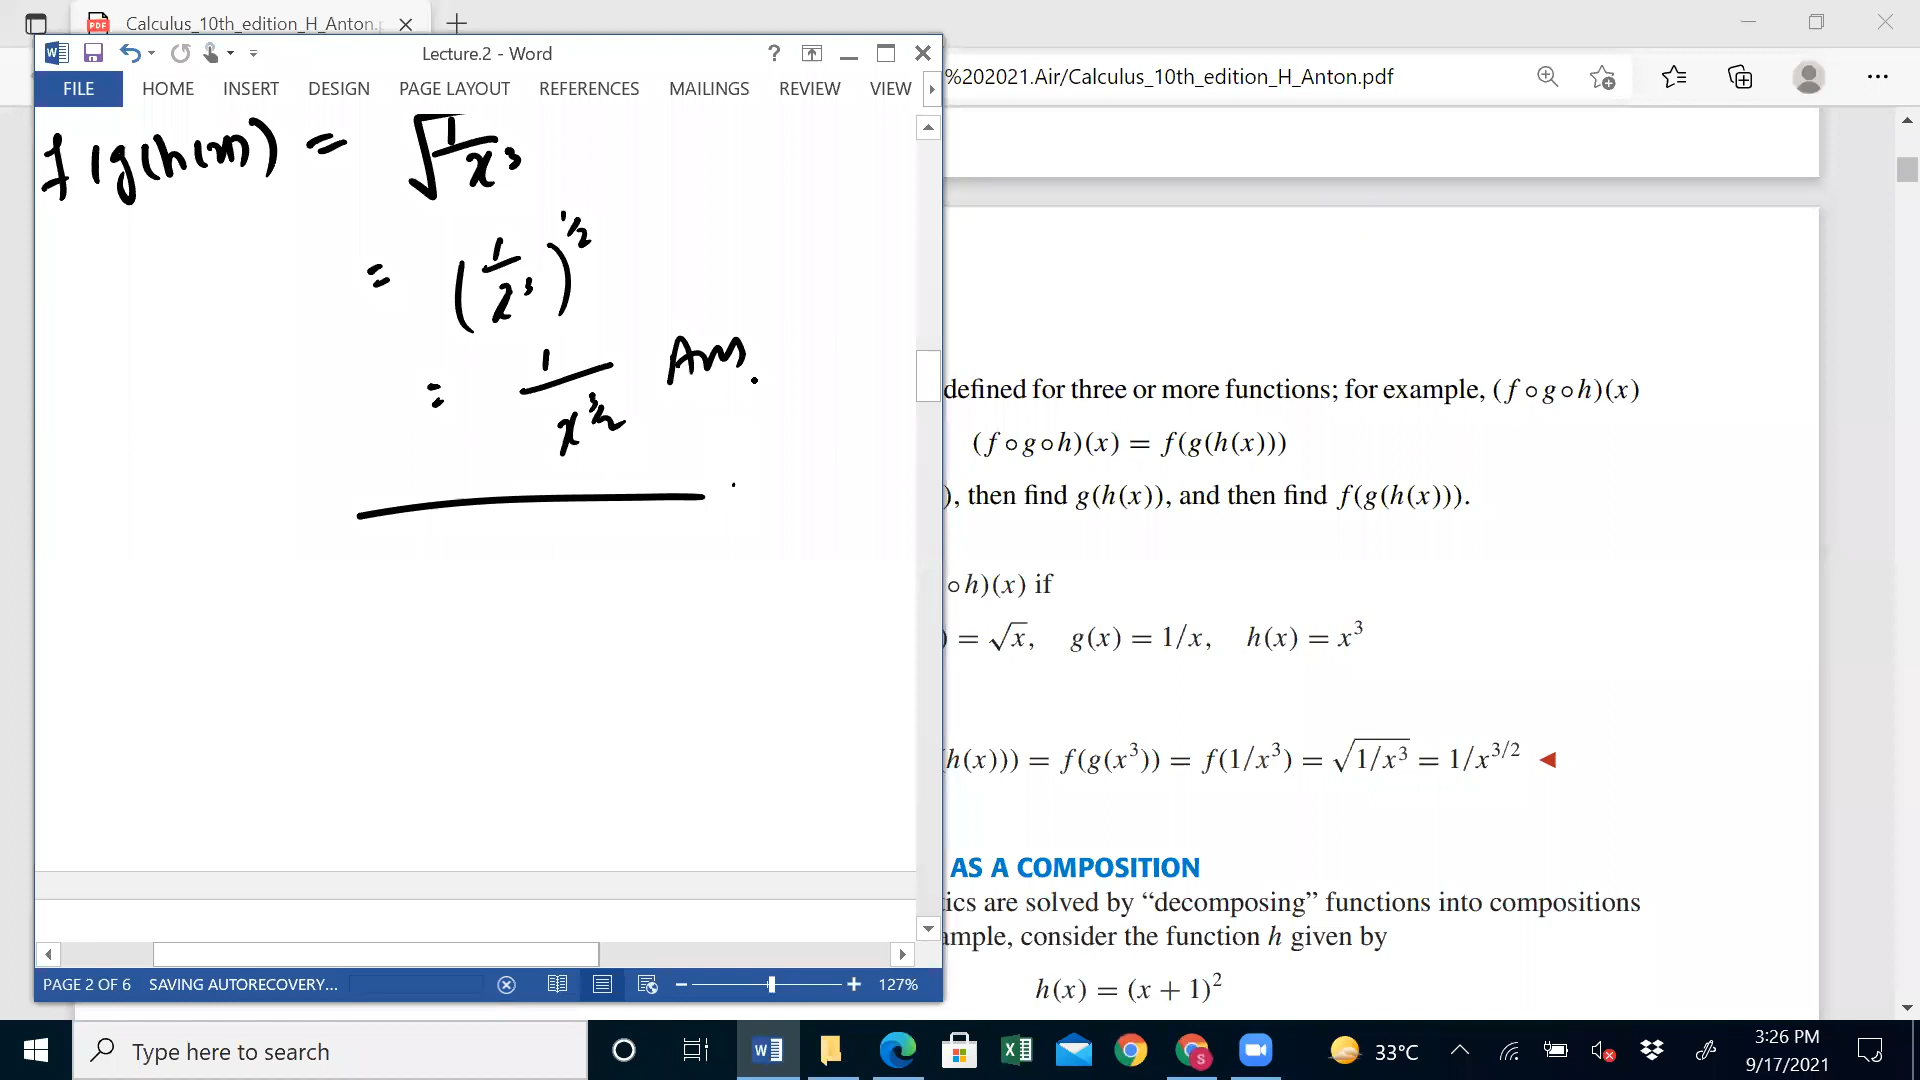 Calculus_10th_edition_H_Anton.p
Lecture.2 - Word
%202021.Air/Calculus_10th_edition_H_Anton.pdf
FILE HOME INSERT DESIGN PAGE LAYOUT REFERENCES MAILINGS REVIEW VIEW
f(g(h(x)) = √1/x³
= (1/x³)^1/2
= 1/x^3/2 Ans.
defined for three or more functions; for example, (f∘g∘h)(x)
(f∘g∘h)(x) = f(g(h(x)))
), then find g(h(x)), and then find f(g(h(x))).
∘h)(x) if
) = √x, g(x) = 1/x, h(x) = x³
(h(x))) = f(g(x³)) = f(1/x³) = √1/x³ = 1/x^3/2
AS A COMPOSITION
ics are solved by “decomposing” functions into compositions
ample, consider the function h given by
h(x) = (x + 1)²
PAGE 2 OF 6 SAVING AUTORECOVERY... 127%
Type here to search
33°C
3:26 PM
9/17/2021